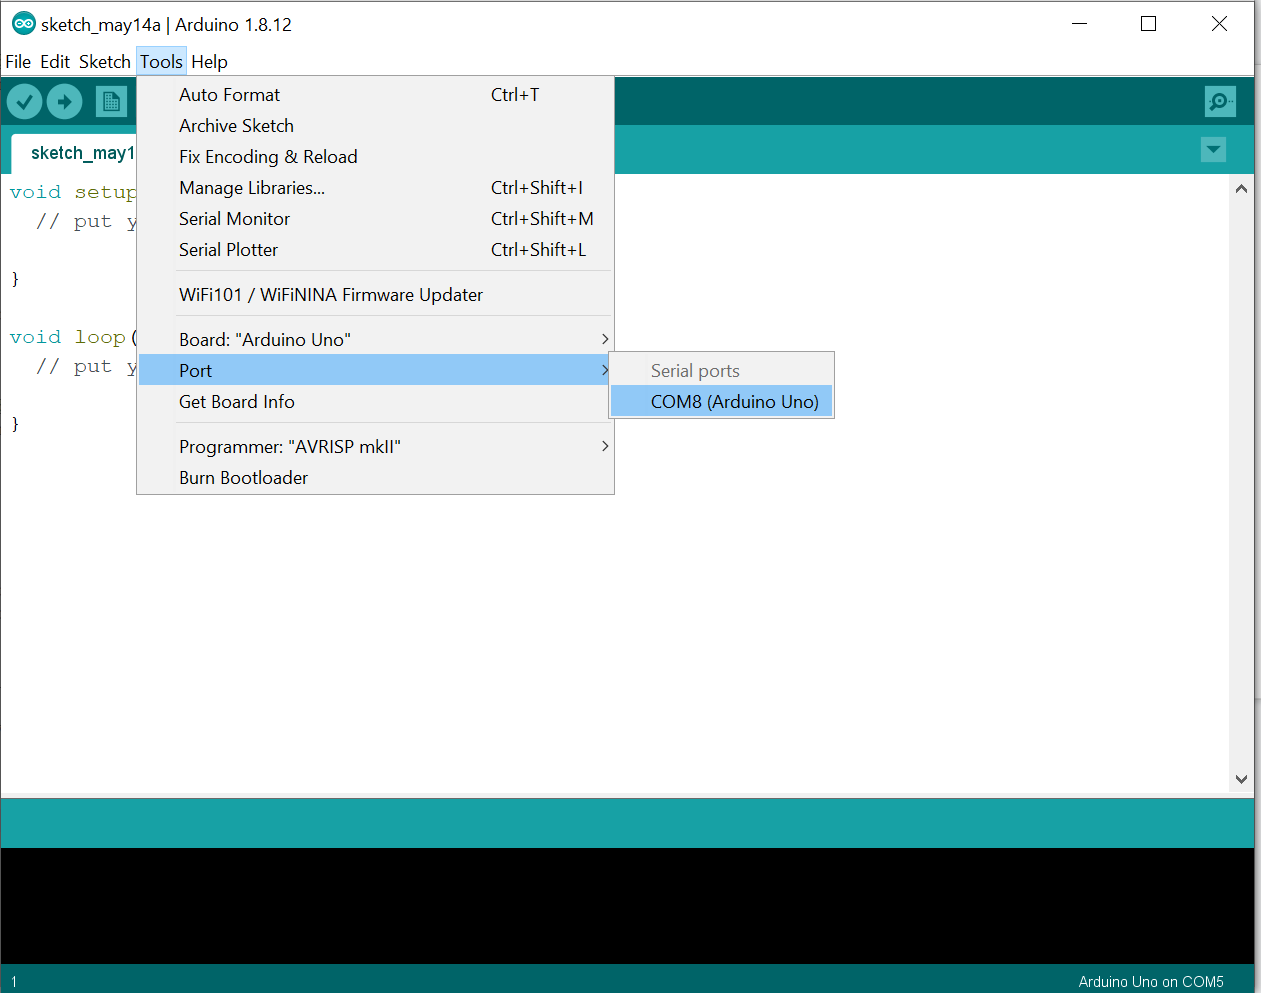 sketch_may14a | Arduino 1.8.12
File Edit Sketch Tools Help
Auto Format Ctrl+T
Archive Sketch
Fix Encoding & Reload
Manage Libraries... Ctrl+Shift+I
Serial Monitor Ctrl+Shift+M
Serial Plotter Ctrl+Shift+L
WiFi101 / WiFiNINA Firmware Updater
Board: "Arduino Uno"
Port
Get Board Info
Programmer: "AVRISP mkII"
Burn Bootloader
Serial ports
COM8 (Arduino Uno)
sketch_may1
void setup
// put y
}
void loop(
// put y
}
1 Arduino Uno on COM5